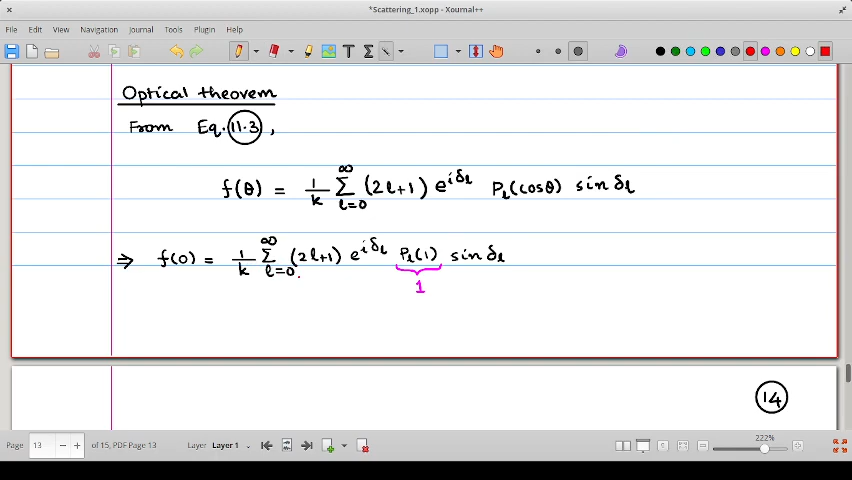 *Scattering_1.xopp - Xournal++
File Edit View Navigation Journal Tools Plugin Help
Optical theorem
From Eq. 11.3 ,
f(θ) = 1/k ∑_{l=0}^{∞} (2l+1) e^{iδ_l} P_l(cosθ) sin δ_l
⇒ f(0) = 1/k ∑_{l=0}^{∞} (2l+1) e^{iδ_l} P_l(1) sin δ_l
1
14
Page 13 of 15, PDF Page 13 Layer Layer 1 222%